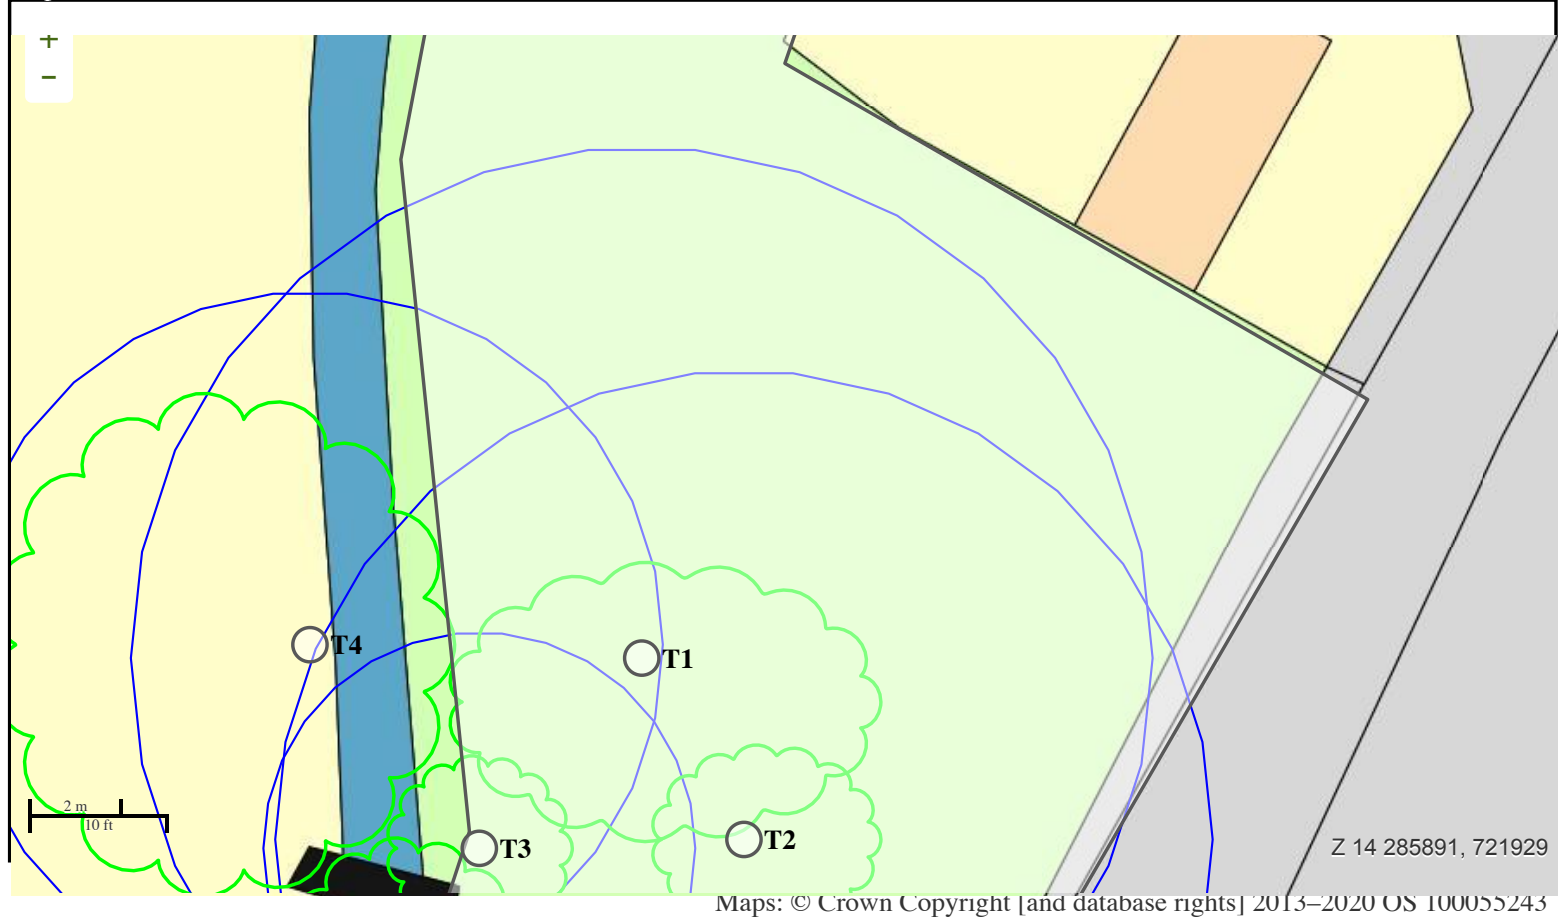 +
−
T4
T1
2 m
10 ft
T3
T2
Z 14 285891, 721929
Maps: © Crown Copyright [and database rights] 2013–2020 OS 100055243